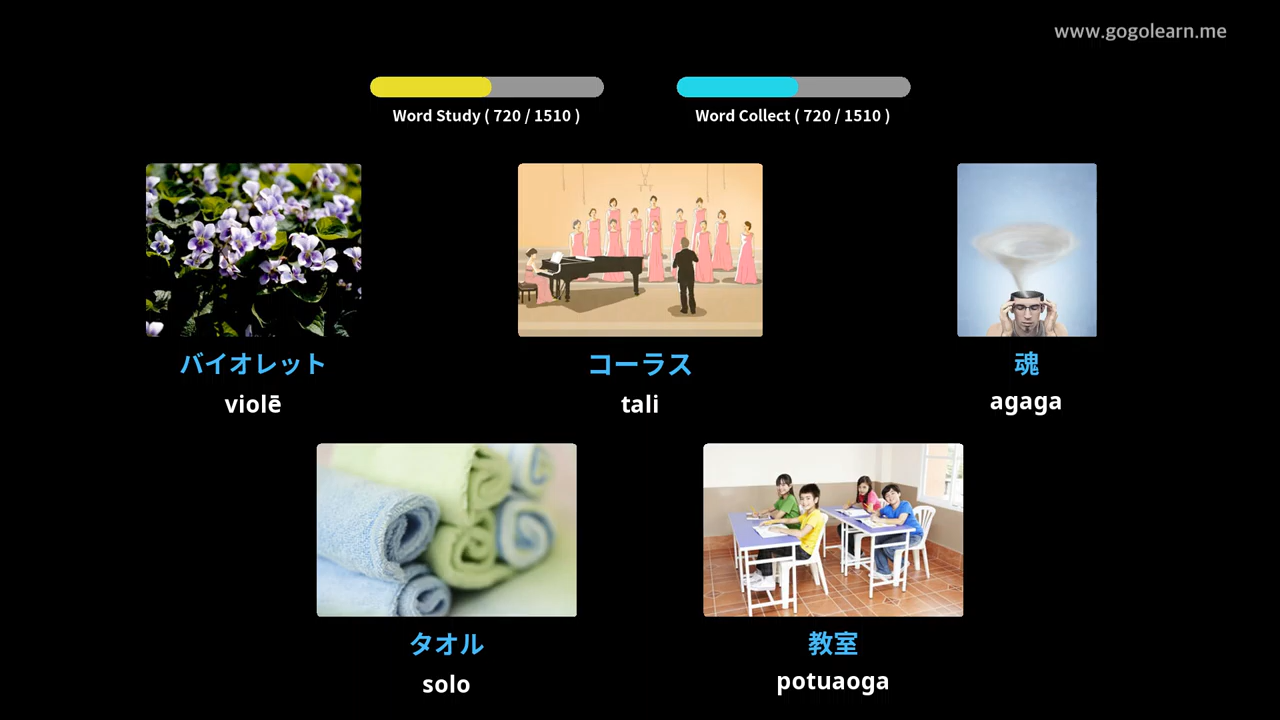 www.gogolearn.me
Word Study ( 720 / 1510 )
Word Collect ( 720 / 1510 )
バイオレット
violē
コーラス
tali
魂
agaga
タオル
solo
教室
potuaoga